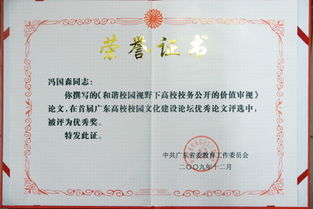 荣誉证书
冯国森同志：
你撰写的《和谐校园视野下高校校务公开的价值审视》
论文，在首届广东高校校园文化建设论坛优秀论文评选中，
被评为优秀奖。
特发此证。
中共广东省委教育工作委员会
二〇〇九年十二月